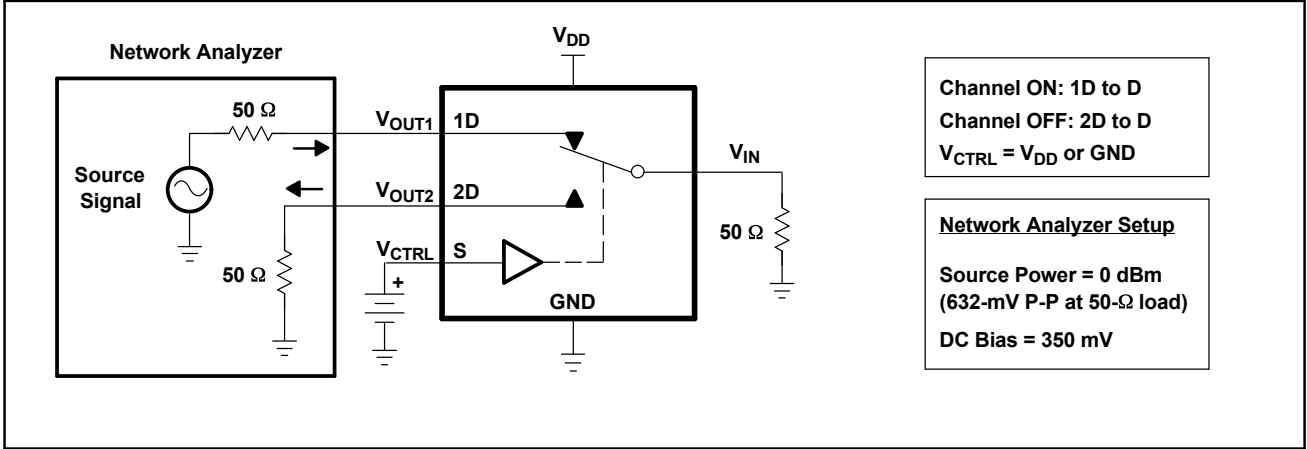 Network Analyzer
50 Ω
Source
Signal
50 Ω
V_DD
V_OUT1 1D
V_OUT2 2D
V_CTRL S
+
GND
V_IN
50 Ω
Channel ON: 1D to D
Channel OFF: 2D to D
V_CTRL = V_DD or GND
Network Analyzer Setup
Source Power = 0 dBm
(632-mV P-P at 50-Ω load)
DC Bias = 350 mV